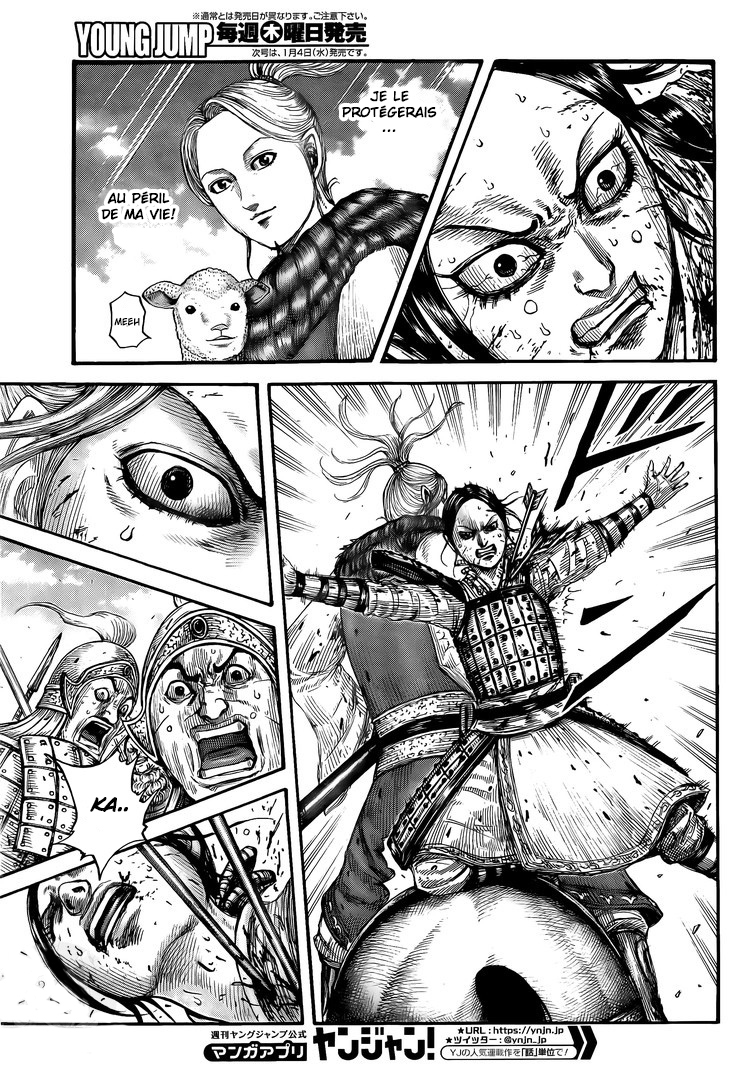 ※通常とは発売日が異なります。ご注意下さい。
YOUNG JUMP 毎週木曜日発売
次号は、1月4日(水)発売です。
JE LE
PROTÉGERAIS
...
AU PÉRIL
DE MA VIE!
MEEH
KA..
週刊ヤングジャンプ公式
マンガアプリ
ヤンジャン!
★URL : https://ynjn.jp
★ツイッター : @ynjn_jp
YJの人気連載作を「話」単位で!